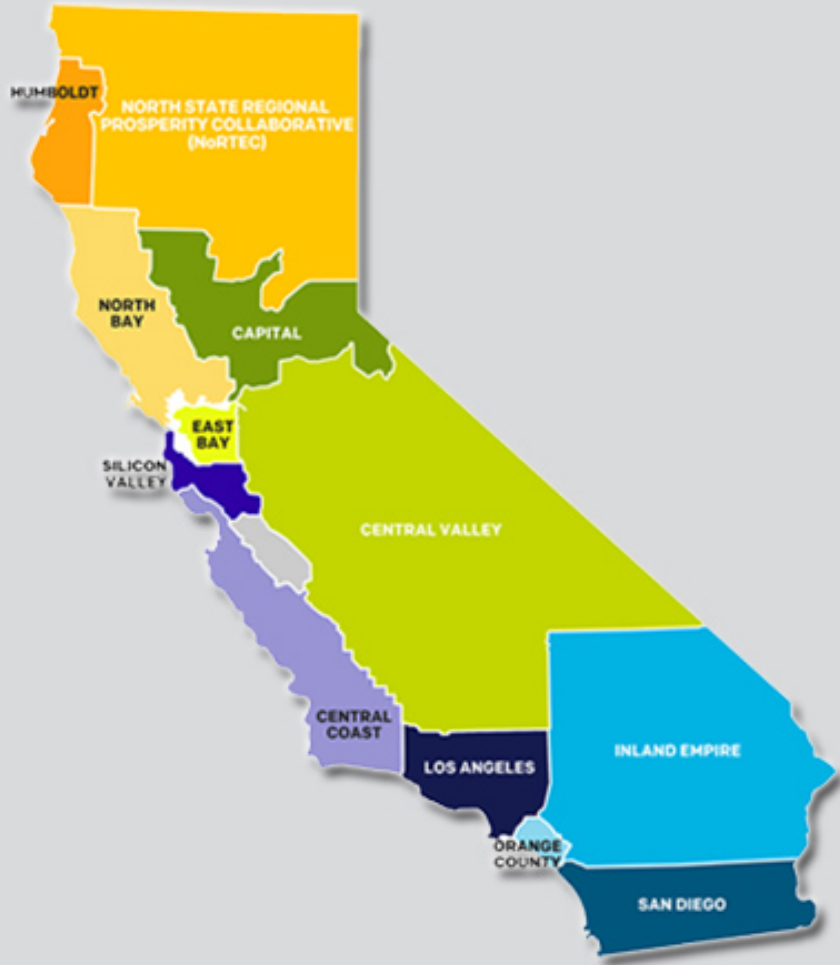 HUMBOLDT
NORTH STATE REGIONAL
PROSPERITY COLLABORATIVE
(NoRTEC)
NORTH
BAY
CAPITAL
EAST
BAY
SILICON
VALLEY
CENTRAL VALLEY
CENTRAL
COAST
LOS ANGELES
INLAND EMPIRE
ORANGE
COUNTY
SAN DIEGO